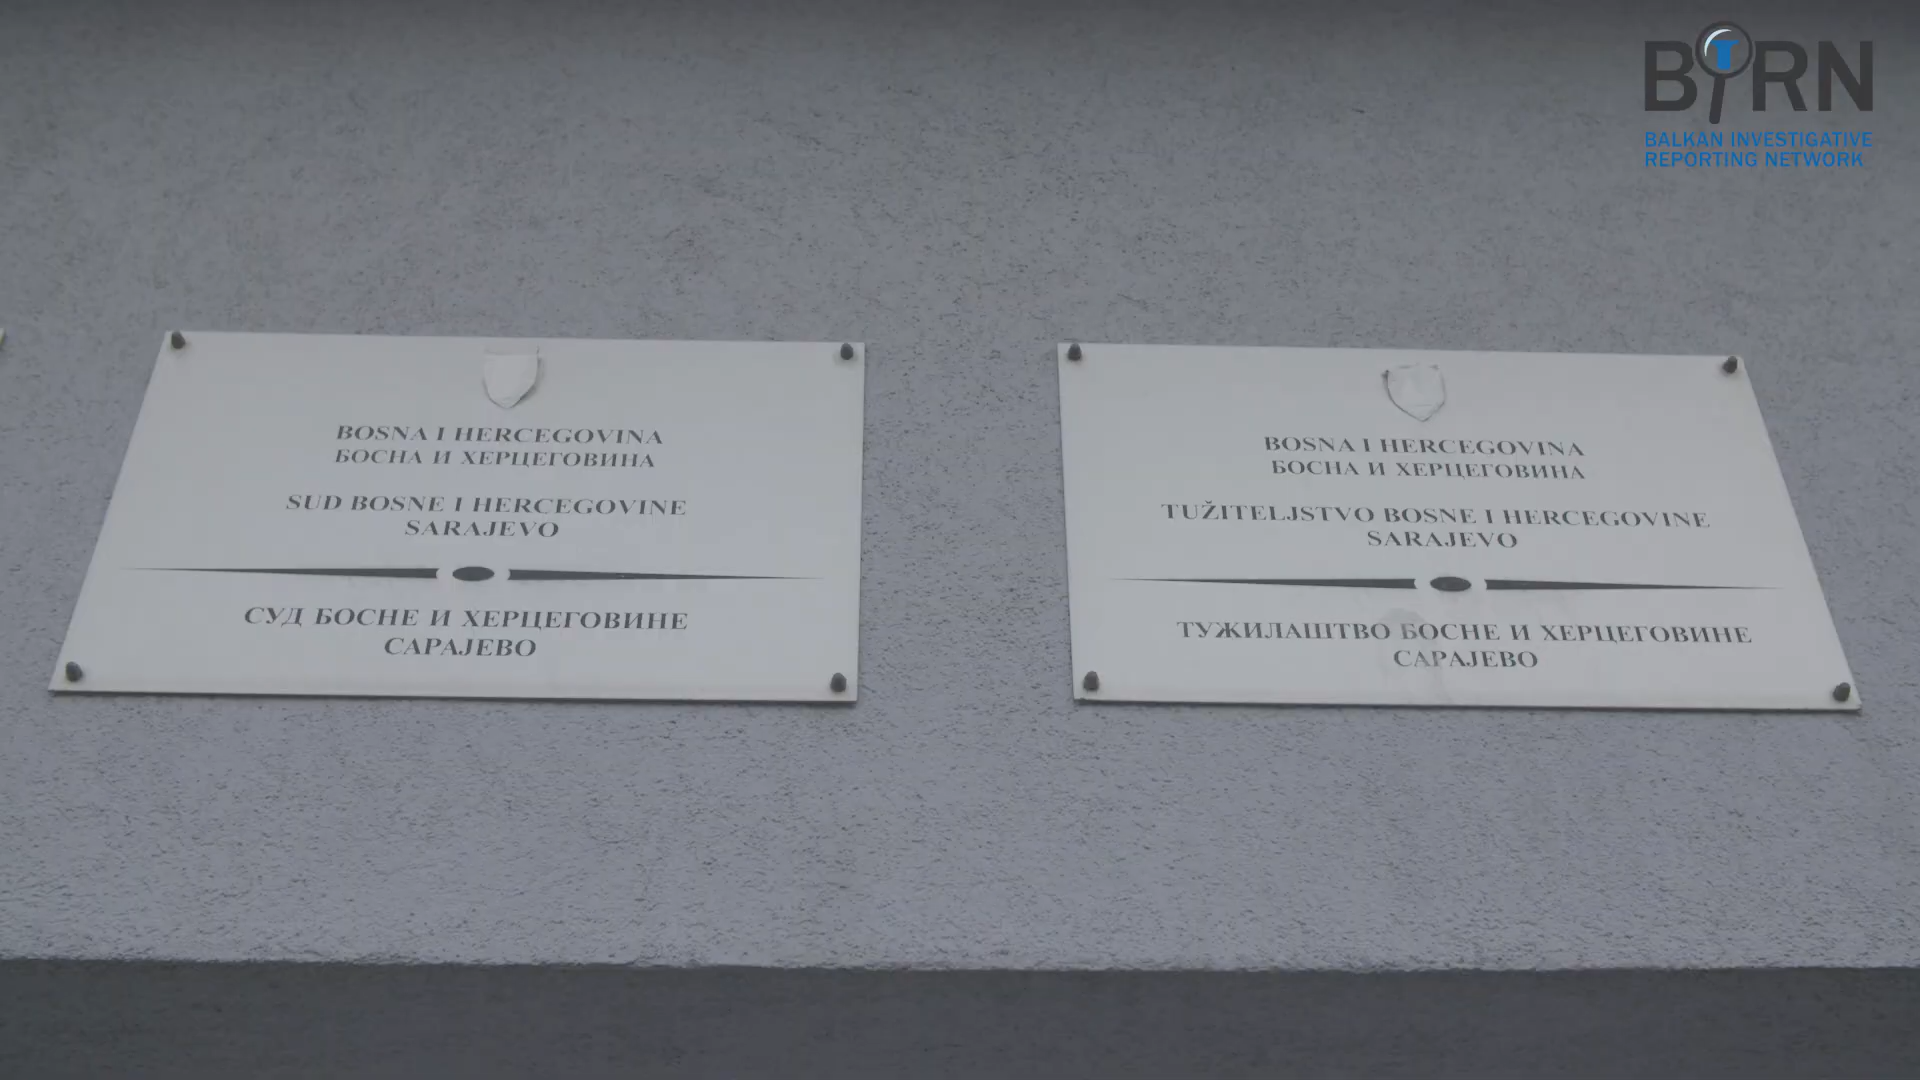 BIRN
BALKAN INVESTIGATIVE
REPORTING NETWORK
BOSNA I HERCEGOVINA
БОСНА И ХЕРЦЕГОВИНА
SUD BOSNE I HERCEGOVINE
SARAJEVO
СУД БОСНЕ И ХЕРЦЕГОВИНЕ
САРАЈЕВО
BOSNA I HERCEGOVINA
БОСНА И ХЕРЦЕГОВИНА
TUŽITELJSTVO BOSNE I HERCEGOVINE
SARAJEVO
ТУЖИЛАШТВО БОСНЕ И ХЕРЦЕГОВИНЕ
САРАЈЕВО